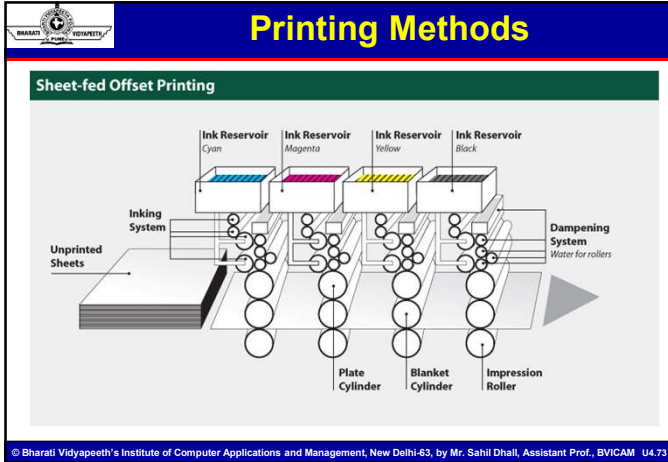 BHARATI VIDYAPEETH
PUNE
Printing Methods
Sheet-fed Offset Printing
Ink Reservoir
Cyan
Ink Reservoir
Magenta
Ink Reservoir
Yellow
Ink Reservoir
Black
Inking
System
Unprinted
Sheets
Dampening
System
Water for rollers
Plate
Cylinder
Blanket
Cylinder
Impression
Roller
© Bharati Vidyapeeth's Institute of Computer Applications and Management, New Delhi-63, by Mr. Sahil Dhall, Assistant Prof., BVICAM U4.73